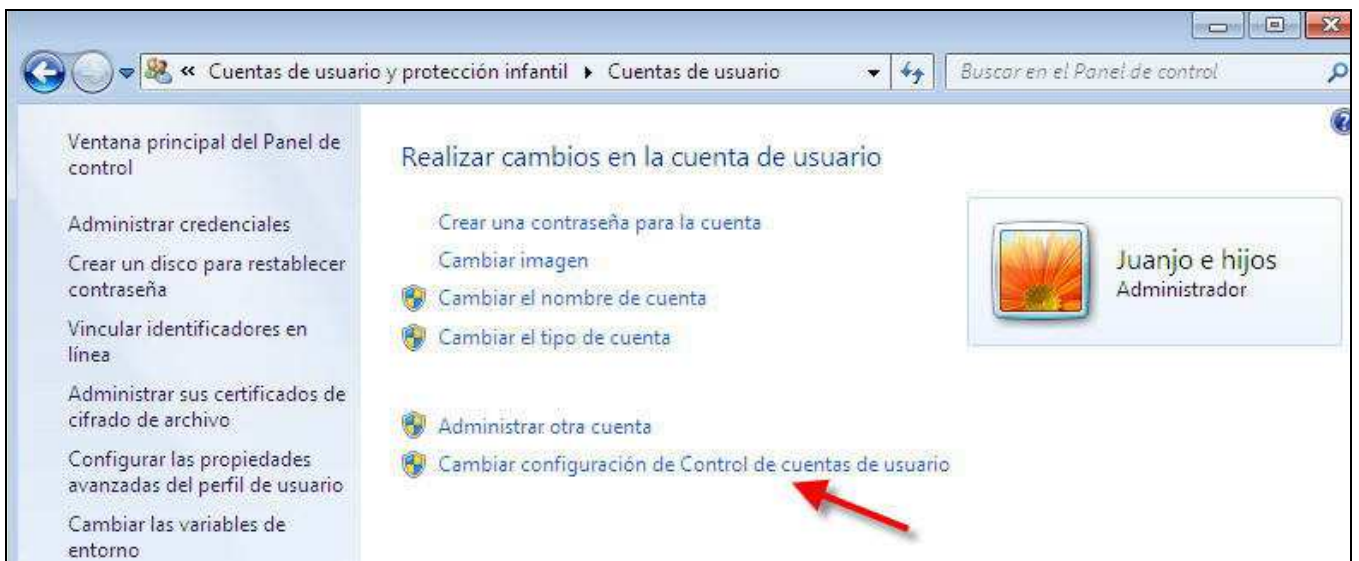 « Cuentas de usuario y protección infantil ▸ Cuentas de usuario
Buscar en el Panel de control
Ventana principal del Panel de
control
Administrar credenciales
Crear un disco para restablecer
contraseña
Vincular identificadores en
línea
Administrar sus certificados de
cifrado de archivo
Configurar las propiedades
avanzadas del perfil de usuario
Cambiar las variables de
entorno
Realizar cambios en la cuenta de usuario
Crear una contraseña para la cuenta
Cambiar imagen
Cambiar el nombre de cuenta
Cambiar el tipo de cuenta
Administrar otra cuenta
Cambiar configuración de Control de cuentas de usuario
Juanjo e hijos
Administrador